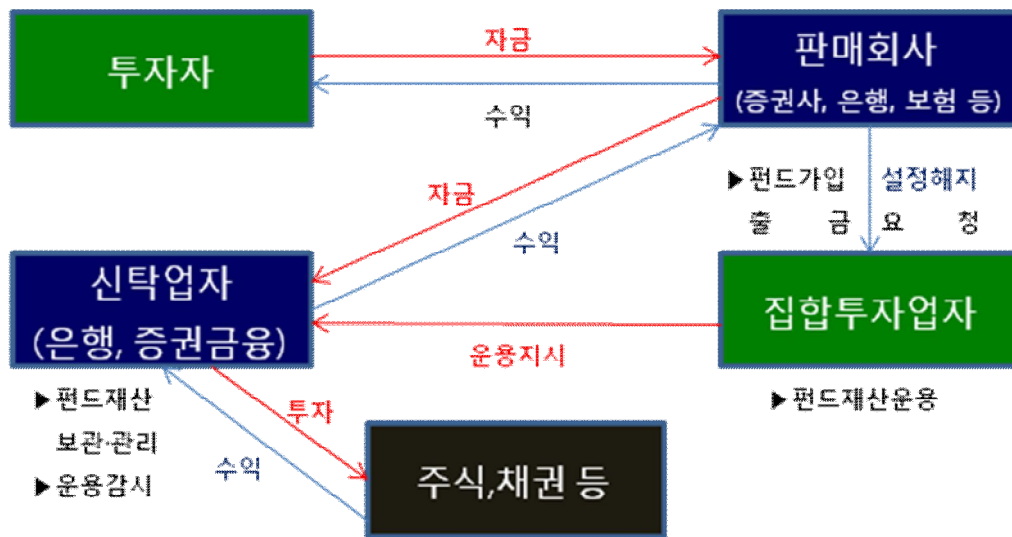 투자자
자금
수익
판매회사
(증권사, 은행, 보험 등)
자금
수익
▶펀드가입 설정해지
출 금 요 청
신탁업자
(은행, 증권금융)
운용지시
집합투자업자
▶펀드재산
보관·관리
▶운용감시
투자
수익
주식,채권 등
▶펀드재산운용